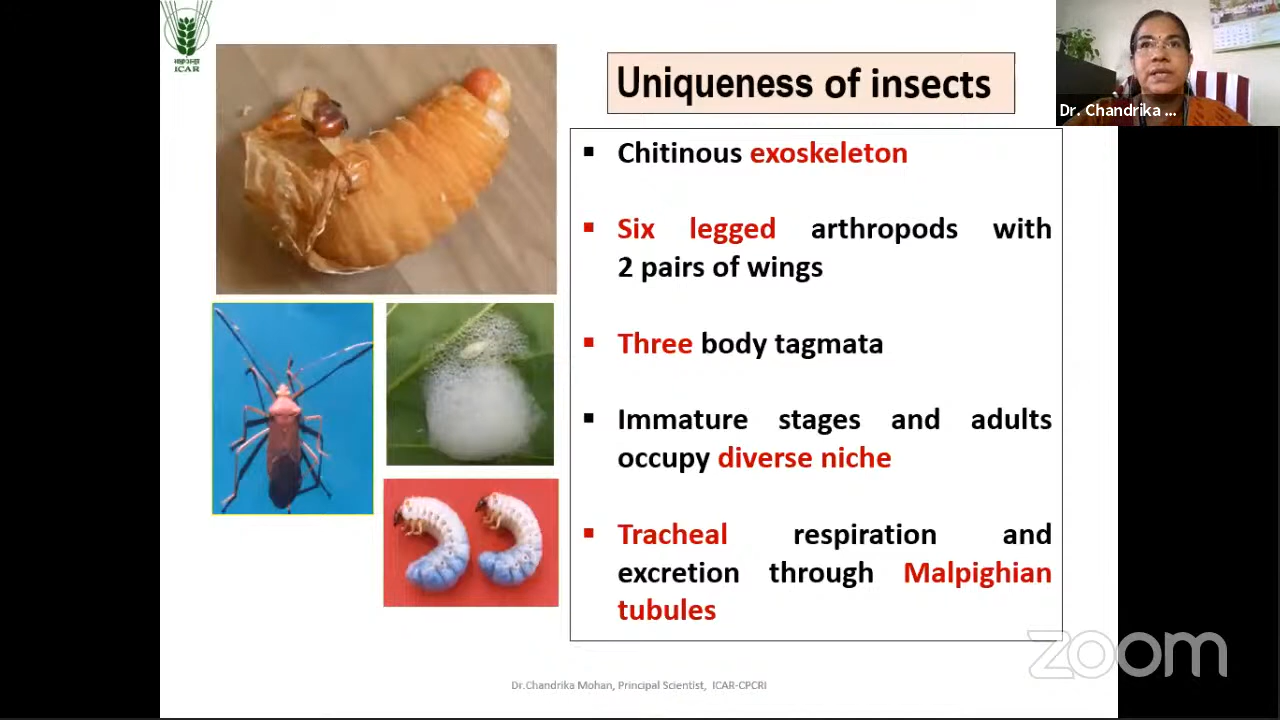 ICAR
Uniqueness of insects
Dr. Chandrika ...
Chitinous exoskeleton
Six legged arthropods with
2 pairs of wings
Three body tagmata
Immature stages and adults
occupy diverse niche
Tracheal respiration and
excretion through Malpighian
tubules
zoom
Dr.Chandrika Mohan, Principal Scientist, ICAR-CPCRI